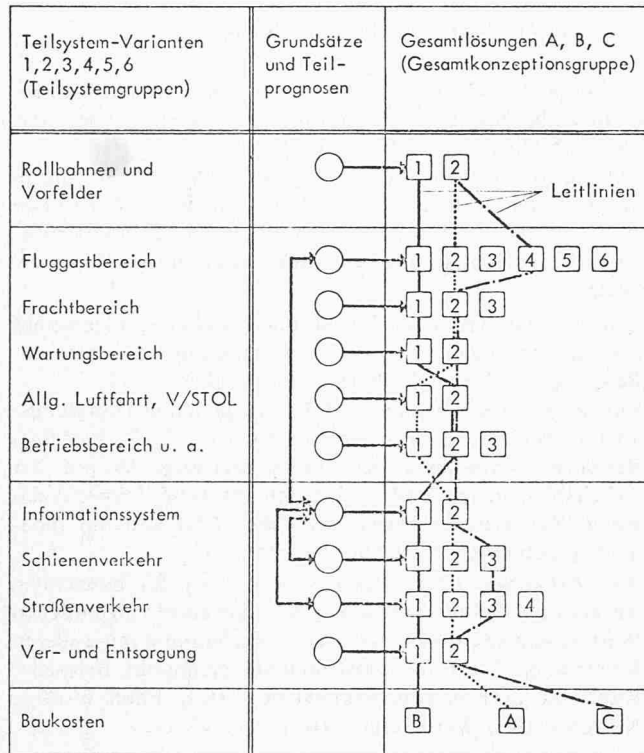 Teilsystem-Varianten
1,2,3,4,5,6
(Teilsystemgruppen)
Grundsätze
und Teil-
prognosen
Gesamtlösungen A, B, C
(Gesamtkonzeptionsgruppe)
Rollbahnen und
Vorfelder
1 2
Leitlinien
Fluggastbereich 1 2 3 4 5 6
Frachtbereich 1 2 3
Wartungsbereich 1 2
Allg. Luftfahrt, V/STOL 1 2
Betriebsbereich u. a. 1 2 3
Informationssystem 1 2
Schienenverkehr 1 2 3
Straßenverkehr 1 2 3 4
Ver- und Entsorgung 1 2
Baukosten B A C